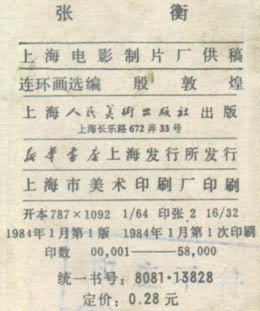 张 衡
上海电影制片厂供稿
连环画选编 殷敦煌
上海人民美術出版社出版
上海长乐路672弄33号
新华書店上海发行所发行
上海市美术印刷厂印刷
开本787×1092 1/64 印张2 16/32
1984年1月第1版 1984年1月第1次印刷
印数 00,001——58,000
统一书号：8081·13828
定价：0.28元